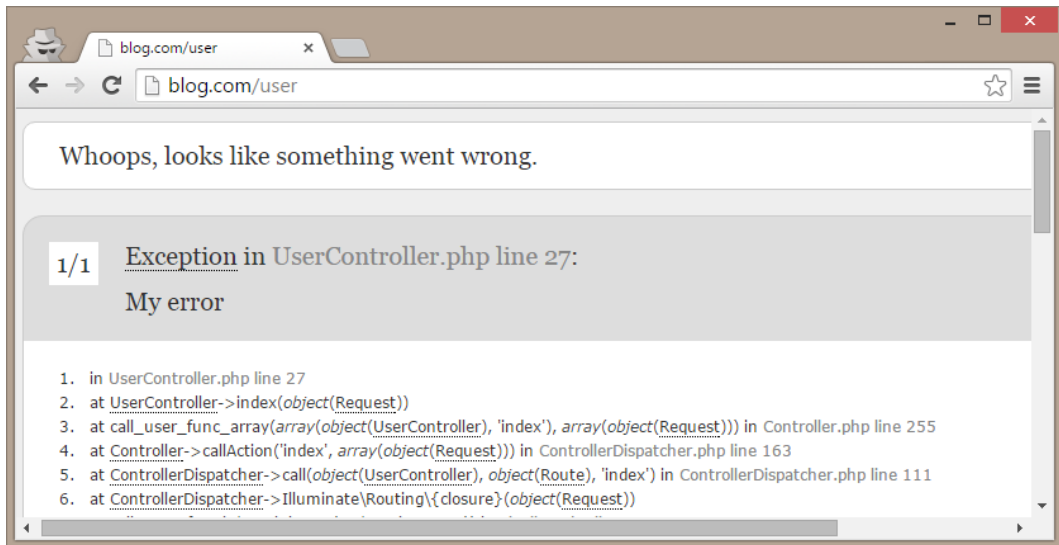 blog.com/user
blog.com/user
Whoops, looks like something went wrong.
1/1
Exception in UserController.php line 27:
My error
1. in UserController.php line 27
2. at UserController->index(object(Request))
3. at call_user_func_array(array(object(UserController), 'index'), array(object(Request))) in Controller.php line 255
4. at Controller->callAction('index', array(object(Request))) in ControllerDispatcher.php line 163
5. at ControllerDispatcher->call(object(UserController), object(Route), 'index') in ControllerDispatcher.php line 111
6. at ControllerDispatcher->Illuminate\Routing\{closure}(object(Request))